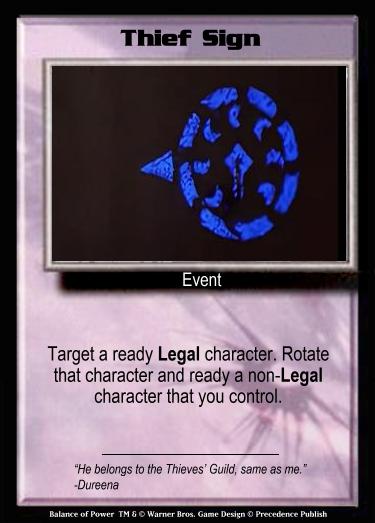 Thief Sign
Event
Target a ready Legal character. Rotate
that character and ready a non-Legal
character that you control.
“He belongs to the Thieves’ Guild, same as me.”
-Dureena
Balance of Power TM & © Warner Bros. Game Design © Precedence Publish